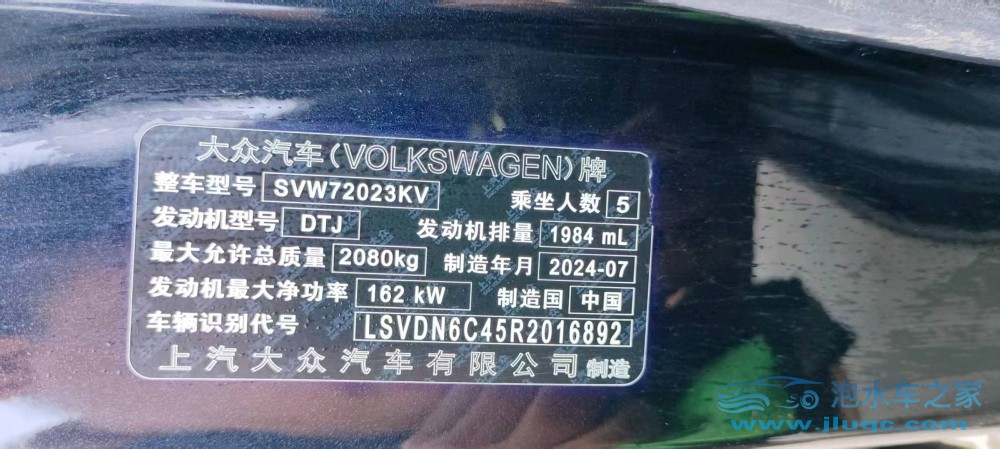 大众汽车(VOLKSWAGEN)牌
整车型号 SVW72023KV 乘坐人数 5
发动机型号 DTJ 发动机排量 1984 mL
最大允许总质量 2080kg 制造年月 2024-07
发动机最大净功率 162 kW 制造国 中国
车辆识别代号 LSVDN6C45R2016892
上汽大众汽车有限公司 制造
泡水车之家
www.jluqc.com